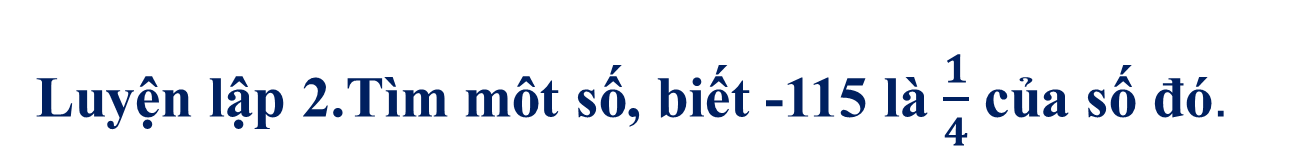 Luyện lập 2.Tìm môt số, biết -115 là 1/4 của số đó.